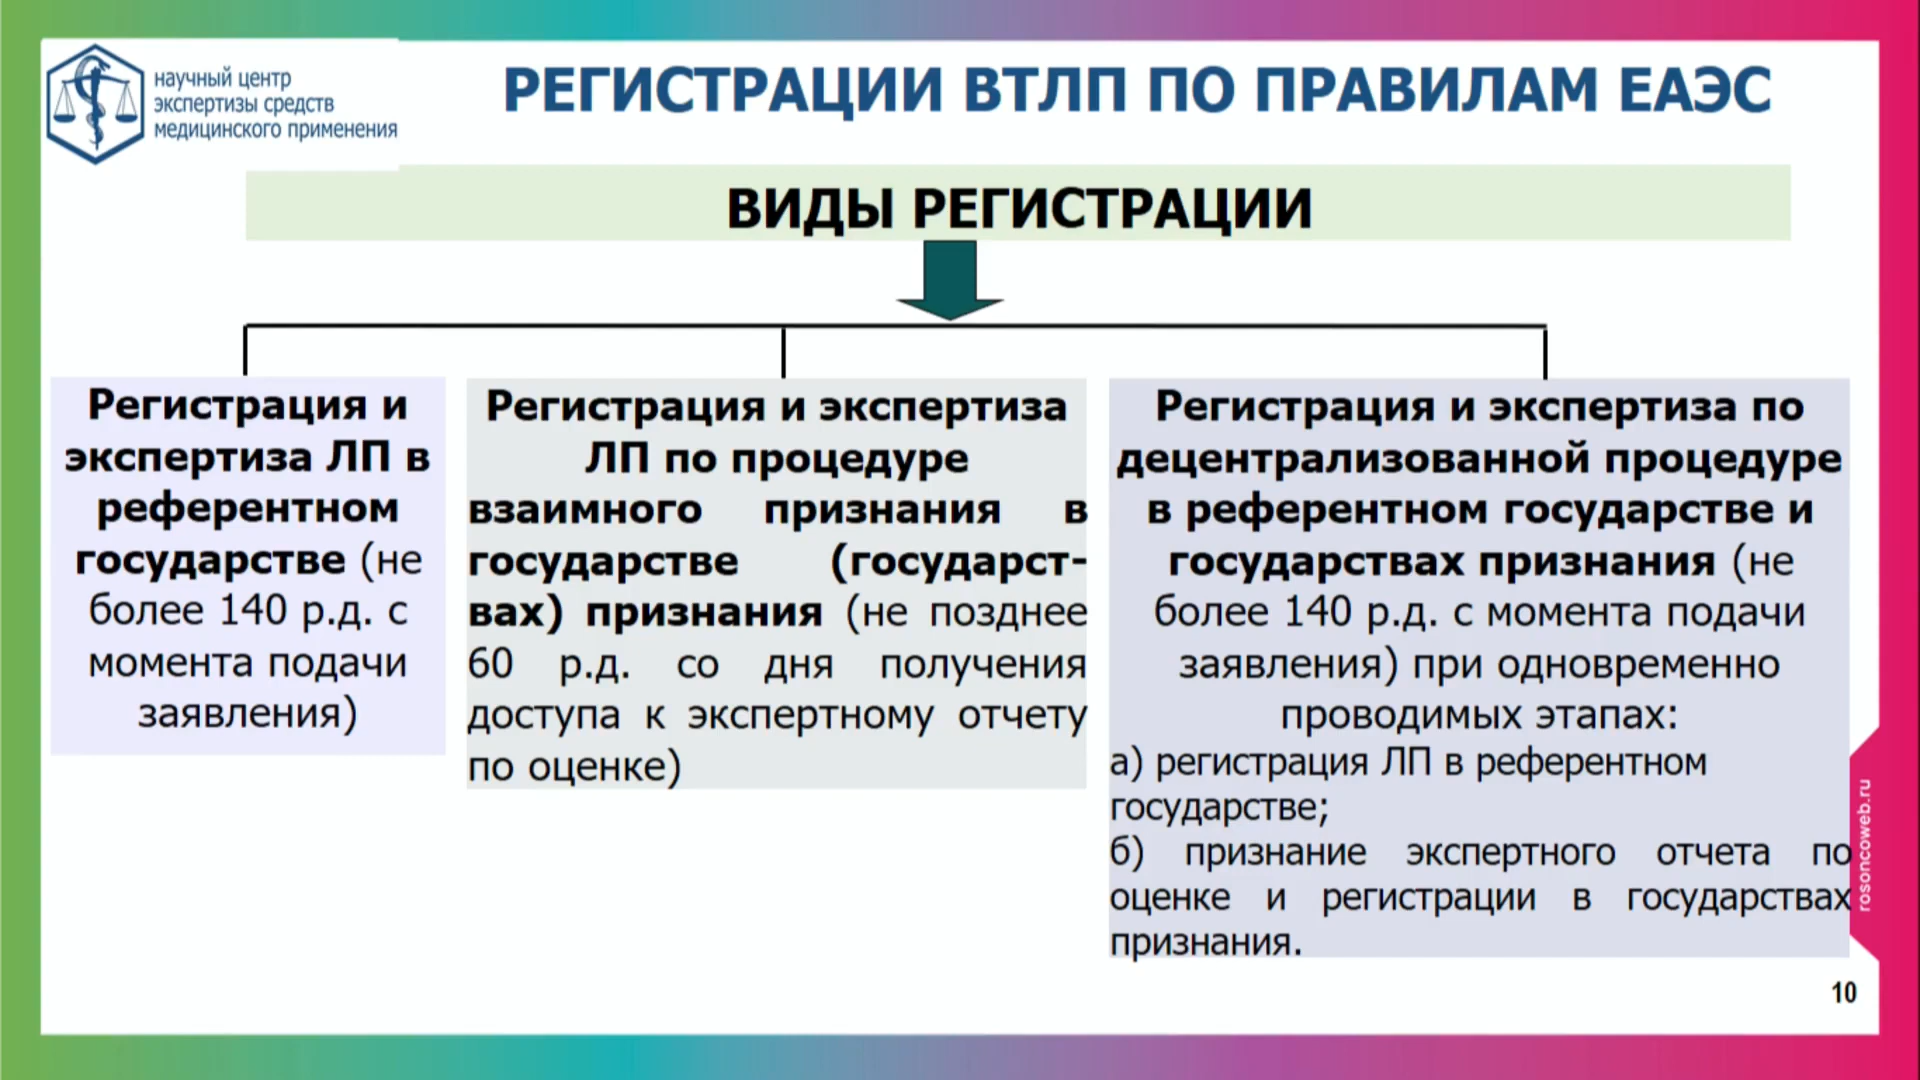 научный центр
экспертизы средств
медицинского применения
РЕГИСТРАЦИИ ВТЛП ПО ПРАВИЛАМ ЕАЭС
ВИДЫ РЕГИСТРАЦИИ
Регистрация и
экспертиза ЛП в
референтном
государстве (не
более 140 р.д. с
момента подачи
заявления)
Регистрация и экспертиза
ЛП по процедуре
взаимного признания в
государстве (государст-
вах) признания (не позднее
60 р.д. со дня получения
доступа к экспертному отчету
по оценке)
Регистрация и экспертиза по
децентрализованной процедуре
в референтном государстве и
государствах признания (не
более 140 р.д. с момента подачи
заявления) при одновременно
проводимых этапах:
а) регистрация ЛП в референтном
государстве;
б) признание экспертного отчета по
оценке и регистрации в государствах
признания.
rosoncoweb.ru
10